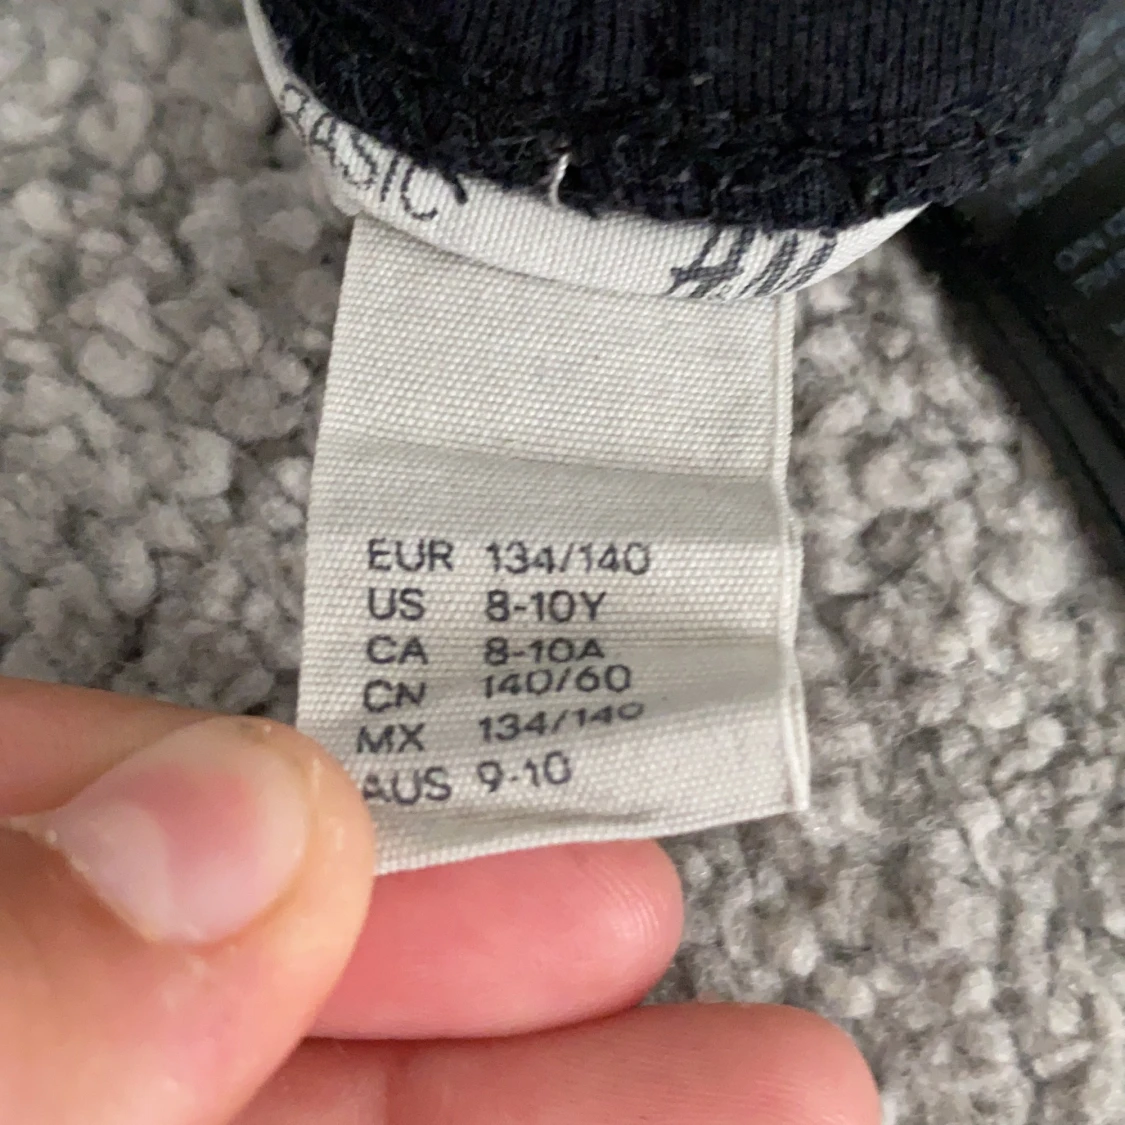 BASIC
H&M
EUR 134/140
US 8-10Y
CA 8-10A
CN 140/60
MX 134/140
AUS 9-10